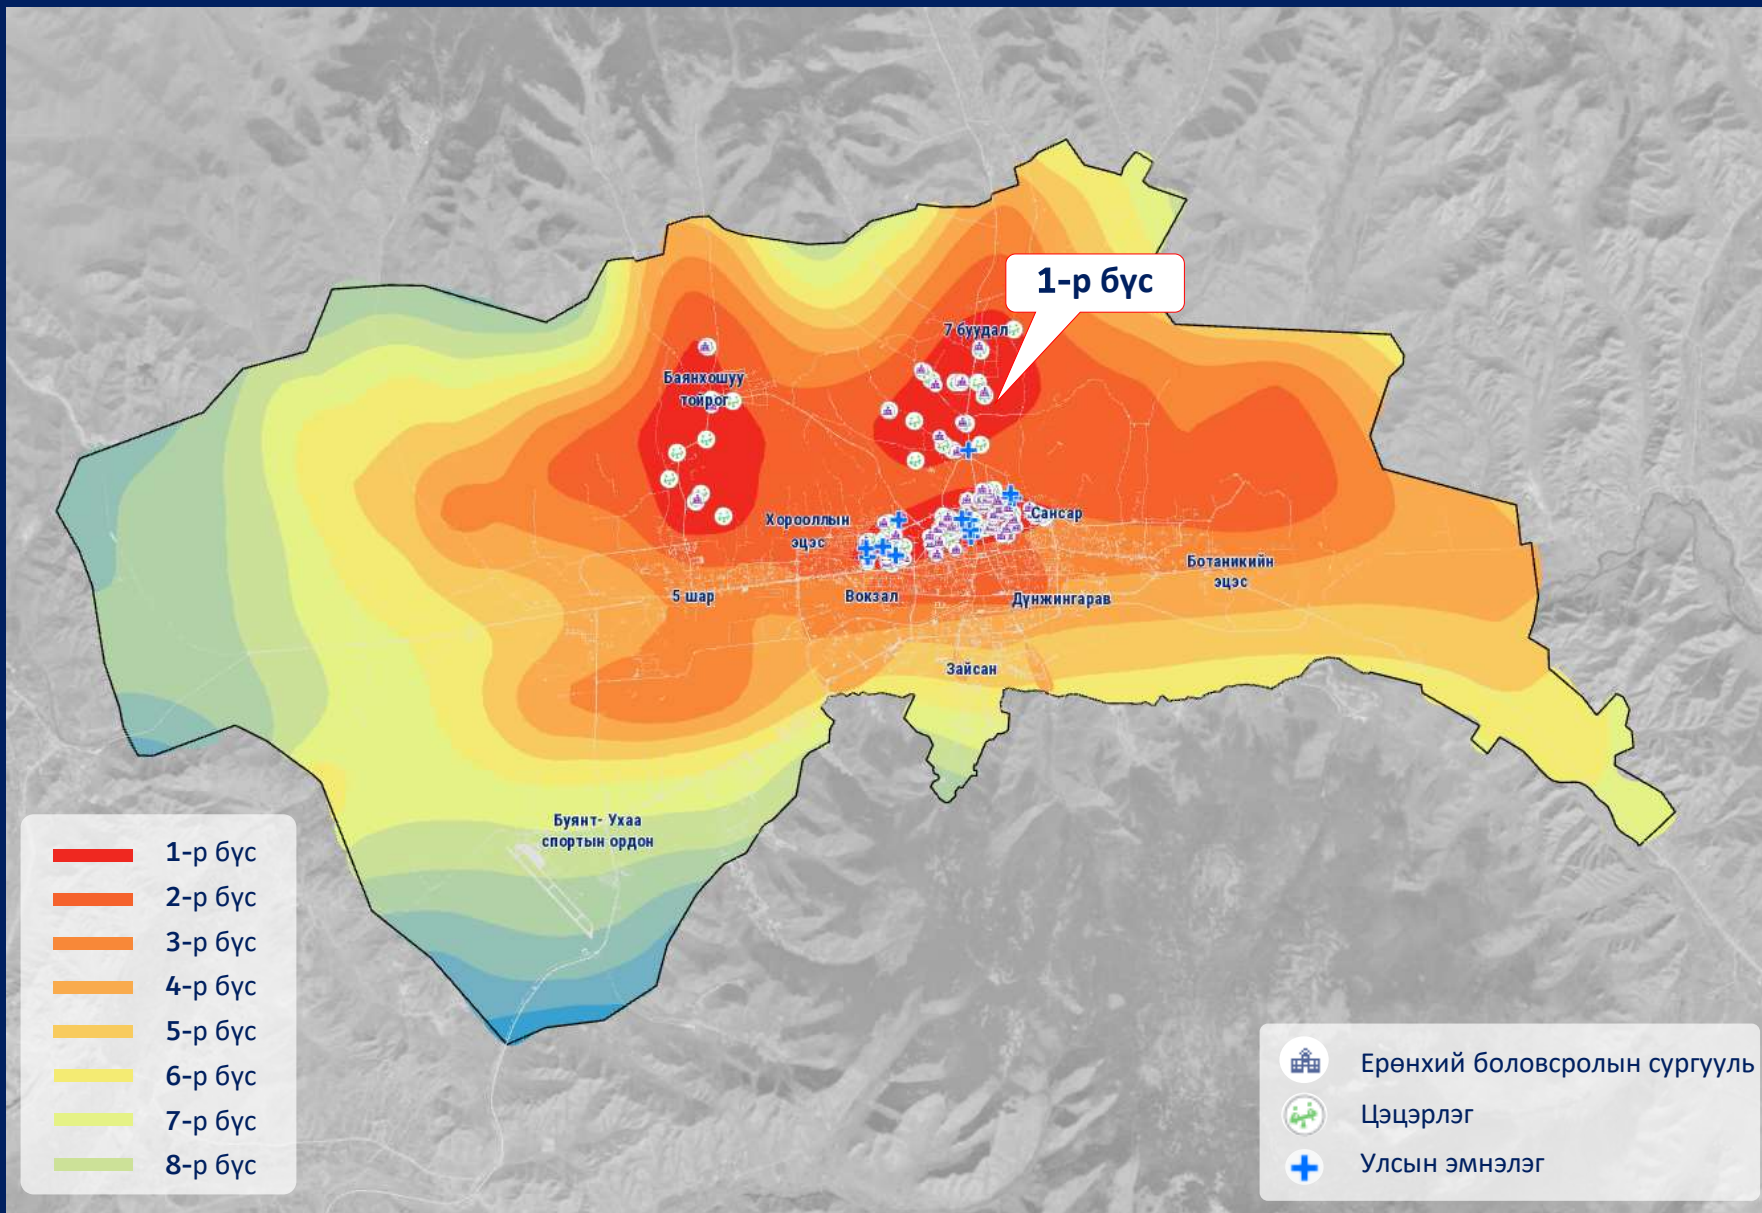 1-р бүс
7 буудал
Баянхошуу
тойрог
Хорооллын
эцэс
Сансар
Ботаникийн
эцэс
5 шар
Вокзал
Дүнжингарав
Зайсан
Буянт- Ухаа
спортын ордон
1-р бүс
2-р бүс
3-р бүс
4-р бүс
5-р бүс
6-р бүс
7-р бүс
8-р бүс
Ерөнхий боловсролын сургууль
Цэцэрлэг
Улсын эмнэлэг